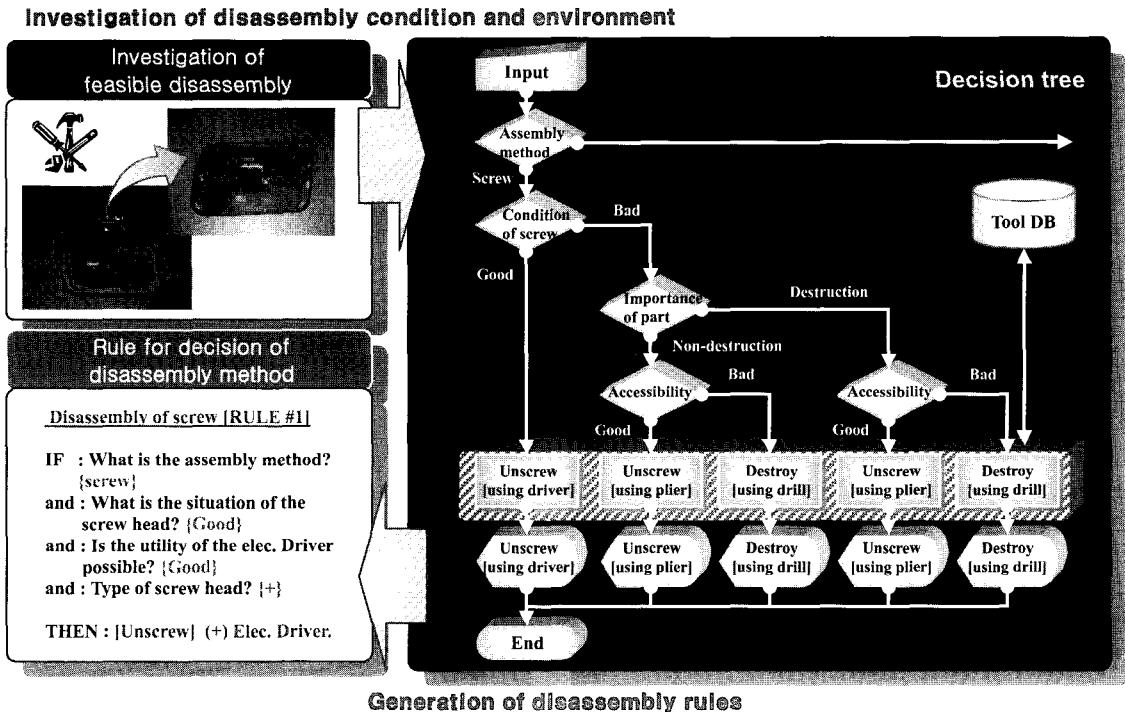 Investigation of disassembly condition and environment
Investigation of
feasible disassembly
Rule for decision of
disassembly method
Disassembly of screw [RULE #1]
IF : What is the assembly method?
{screw}
and : What is the situation of the
screw head? {Good}
and : Is the utility of the elec. Driver
possible? {Good}
and : Type of screw head? {+}
THEN : [Unscrew] (+) Elec. Driver.
Decision tree
Input
Assembly
method
Screw
Condition
of screw
Bad
Good
Tool DB
Importance
of part
Destruction
Non-destruction
Accessibility
Bad
Good
Accessibility
Bad
Good
Unscrew
[using driver]
Unscrew
[using plier]
Destroy
[using drill]
Unscrew
[using plier]
Destroy
[using drill]
Unscrew
[using driver]
Unscrew
[using plier]
Destroy
[using drill]
Unscrew
[using plier]
Destroy
[using drill]
End
Generation of disassembly rules